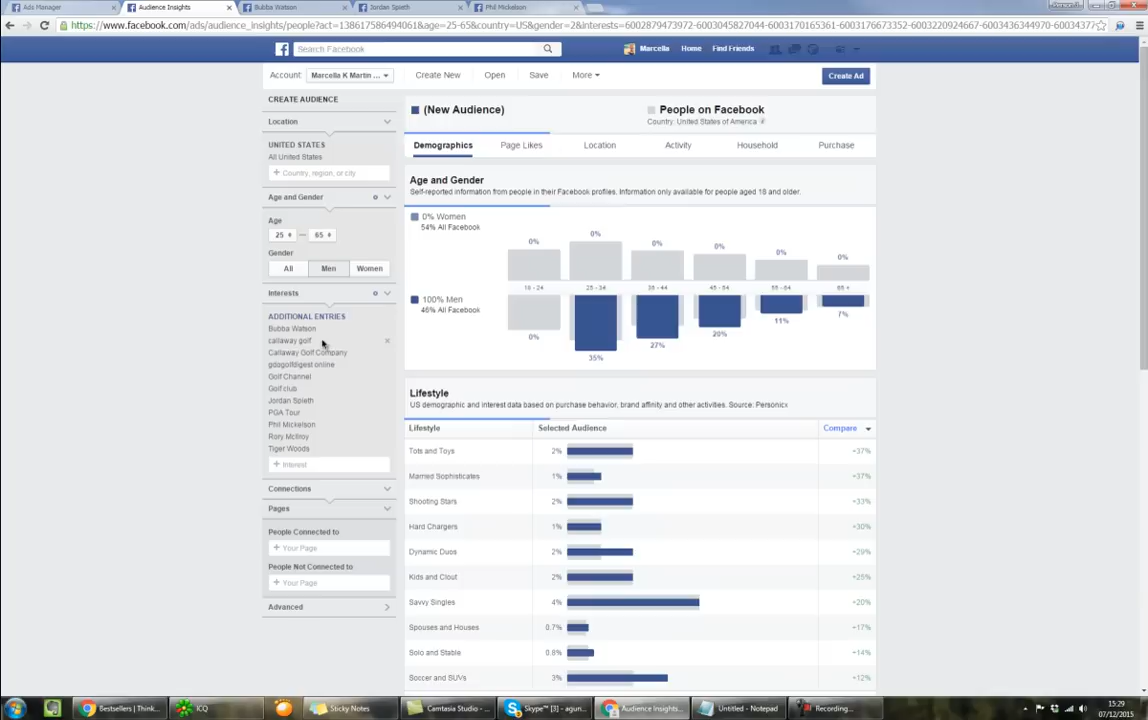 Ads Manager
Audience Insights
Bubba Watson
Jordan Spieth
Phil Mickelson
https://www.facebook.com/ads/audience_insights/people?act=138617586494061&age=25-65&country=US&gender=2&interests=6002879473972-6003045827044-6003170165361-6003176673352-6003220924667-6003436344970-60034377
Search Facebook
Marcella
Home
Find Friends
Account:
Marcella K Martin ...
Create New
Open
Save
More
Create Ad
CREATE AUDIENCE
Location
UNITED STATES
All United States
+ Country, region, or city
Age and Gender
Age
25 — 65
Gender
All
Men
Women
Interests
ADDITIONAL ENTRIES
Bubba Watson
callaway golf
Callaway Golf Company
gdogolfdigest online
Golf Channel
Golf club
Jordan Spieth
PGA Tour
Phil Mickelson
Rory McIlroy
Tiger Woods
+ Interest
Connections
Pages
People Connected to
+ Your Page
People Not Connected to
+ Your Page
Advanced
(New Audience)
People on Facebook
Country: United States of America
Demographics
Page Likes
Location
Activity
Household
Purchase
Age and Gender
Self-reported information from people in their Facebook profiles. Information only available for people aged 18 and older.
0% Women
54% All Facebook
0% 0% 0% 0% 0% 0%
18 - 24 25 - 34 35 - 44 45 - 54 55 - 64 65 +
100% Men
46% All Facebook
0% 35% 27% 20% 11% 7%
Lifestyle
US demographic and interest data based on purchase behavior, brand affinity and other activities. Source: Personicx
Lifestyle
Selected Audience
Compare
Tots and Toys 2% +37%
Married Sophisticates 1% +37%
Shooting Stars 2% +33%
Hard Chargers 1% +30%
Dynamic Duos 2% +29%
Kids and Clout 2% +25%
Savvy Singles 4% +20%
Spouses and Houses 0.7% +17%
Solo and Stable 0.8% +14%
Soccer and SUVs 3% +12%
Bestsellers | Think...
ICQ
Sticky Notes
Camtasia Studio - ...
Skype™ [3] - agun...
Audience Insights...
Untitled - Notepad
Recording...
15:29
07/12/2015